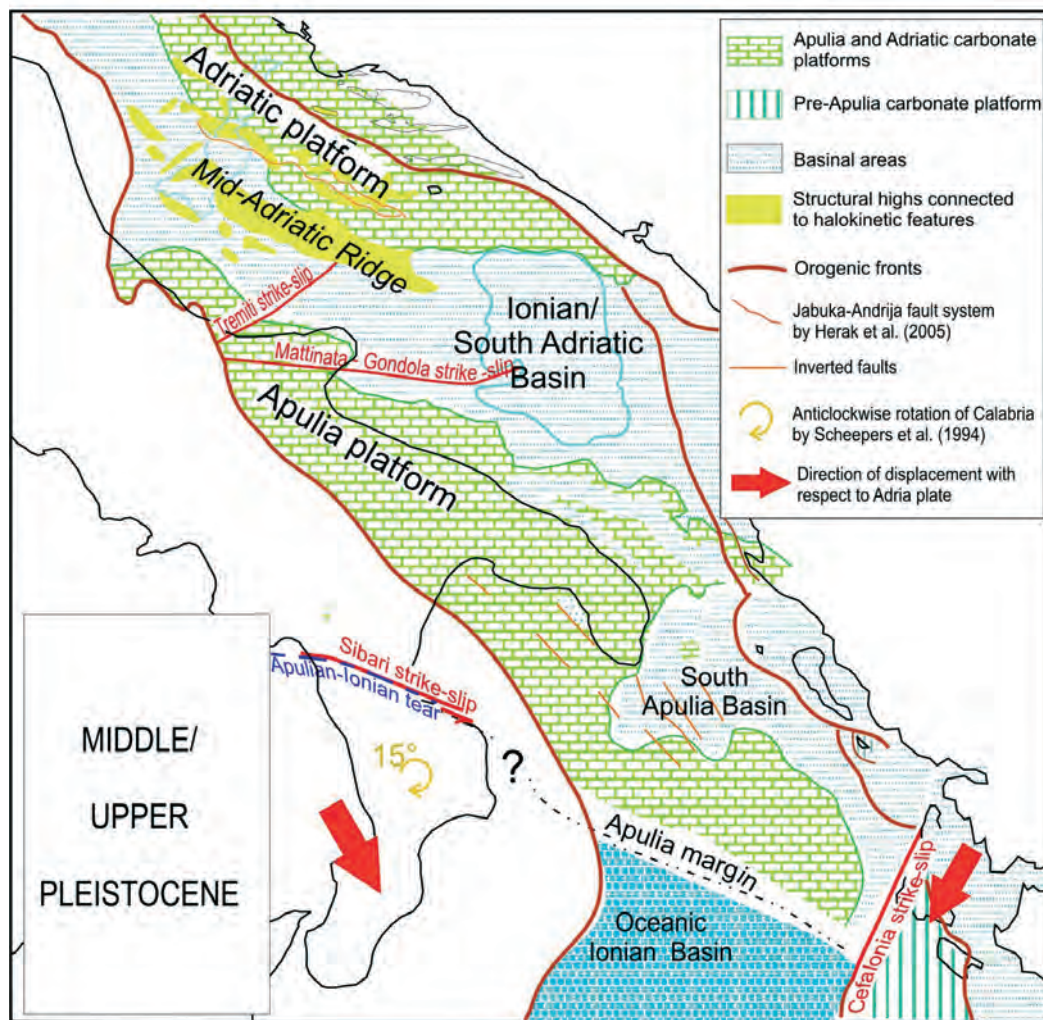 Adriatic platform
Mid-Adriatic Ridge
Tremiti strike-slip
Mattinata - Gondola strike -slip
Ionian/
South Adriatic
Basin
Apulia platform
Sibari strike-slip
Apulian-Ionian tear
15°
?
South
Apulia Basin
Apulia margin
Oceanic
Ionian Basin
Cefalonia strike-slip
MIDDLE/
UPPER
PLEISTOCENE
Apulia and Adriatic carbonate
platforms
Pre-Apulia carbonate platform
Basinal areas
Structural highs connected
to halokinetic features
Orogenic fronts
Jabuka-Andrija fault system
by Herak et al. (2005)
Inverted faults
Anticlockwise rotation of Calabria
by Scheepers et al. (1994)
Direction of displacement with
respect to Adria plate